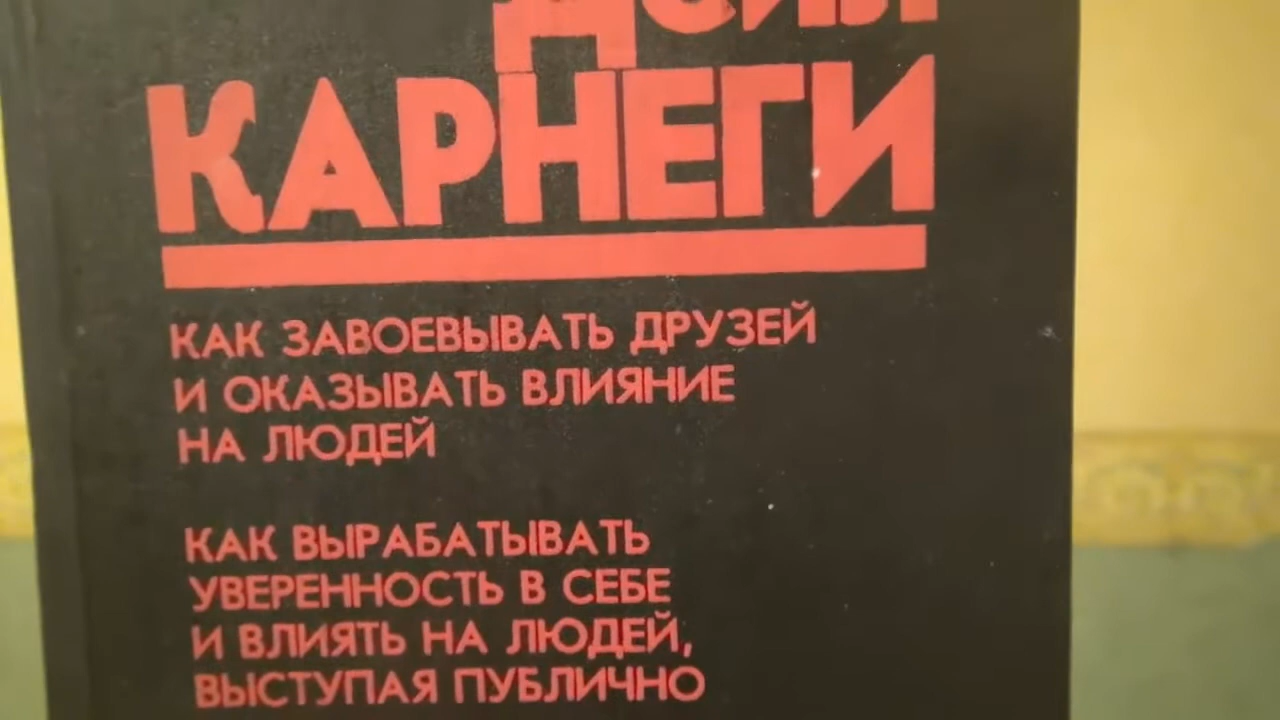 КАРНЕГИ
КАК ЗАВОЕВЫВАТЬ ДРУЗЕЙ
И ОКАЗЫВАТЬ ВЛИЯНИЕ
НА ЛЮДЕЙ
КАК ВЫРАБАТЫВАТЬ
УВЕРЕННОСТЬ В СЕБЕ
И ВЛИЯТЬ НА ЛЮДЕЙ,
ВЫСТУПАЯ ПУБЛИЧНО